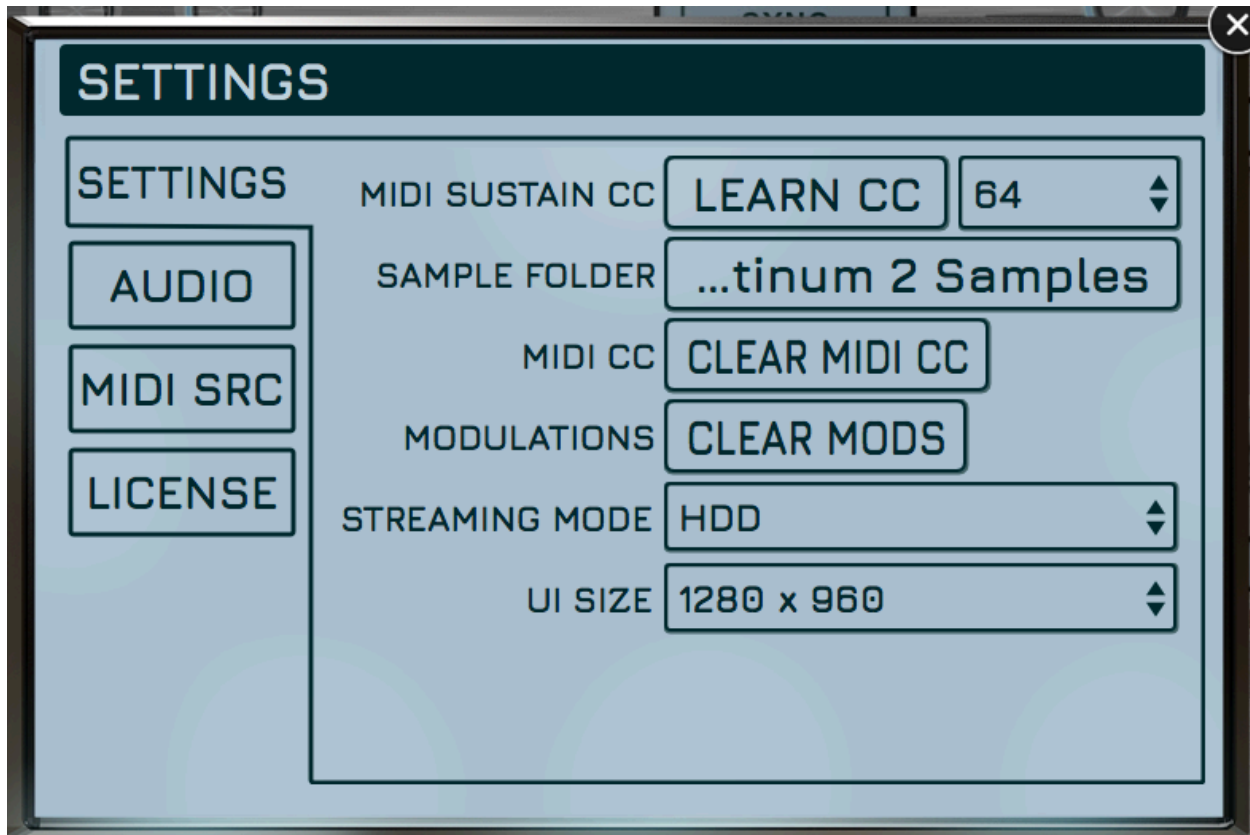 SETTINGS
SETTINGS
AUDIO
MIDI SRC
LICENSE
MIDI SUSTAIN CC LEARN CC 64
SAMPLE FOLDER ...tinum 2 Samples
MIDI CC CLEAR MIDI CC
MODULATIONS CLEAR MODS
STREAMING MODE HDD
UI SIZE 1280 x 960